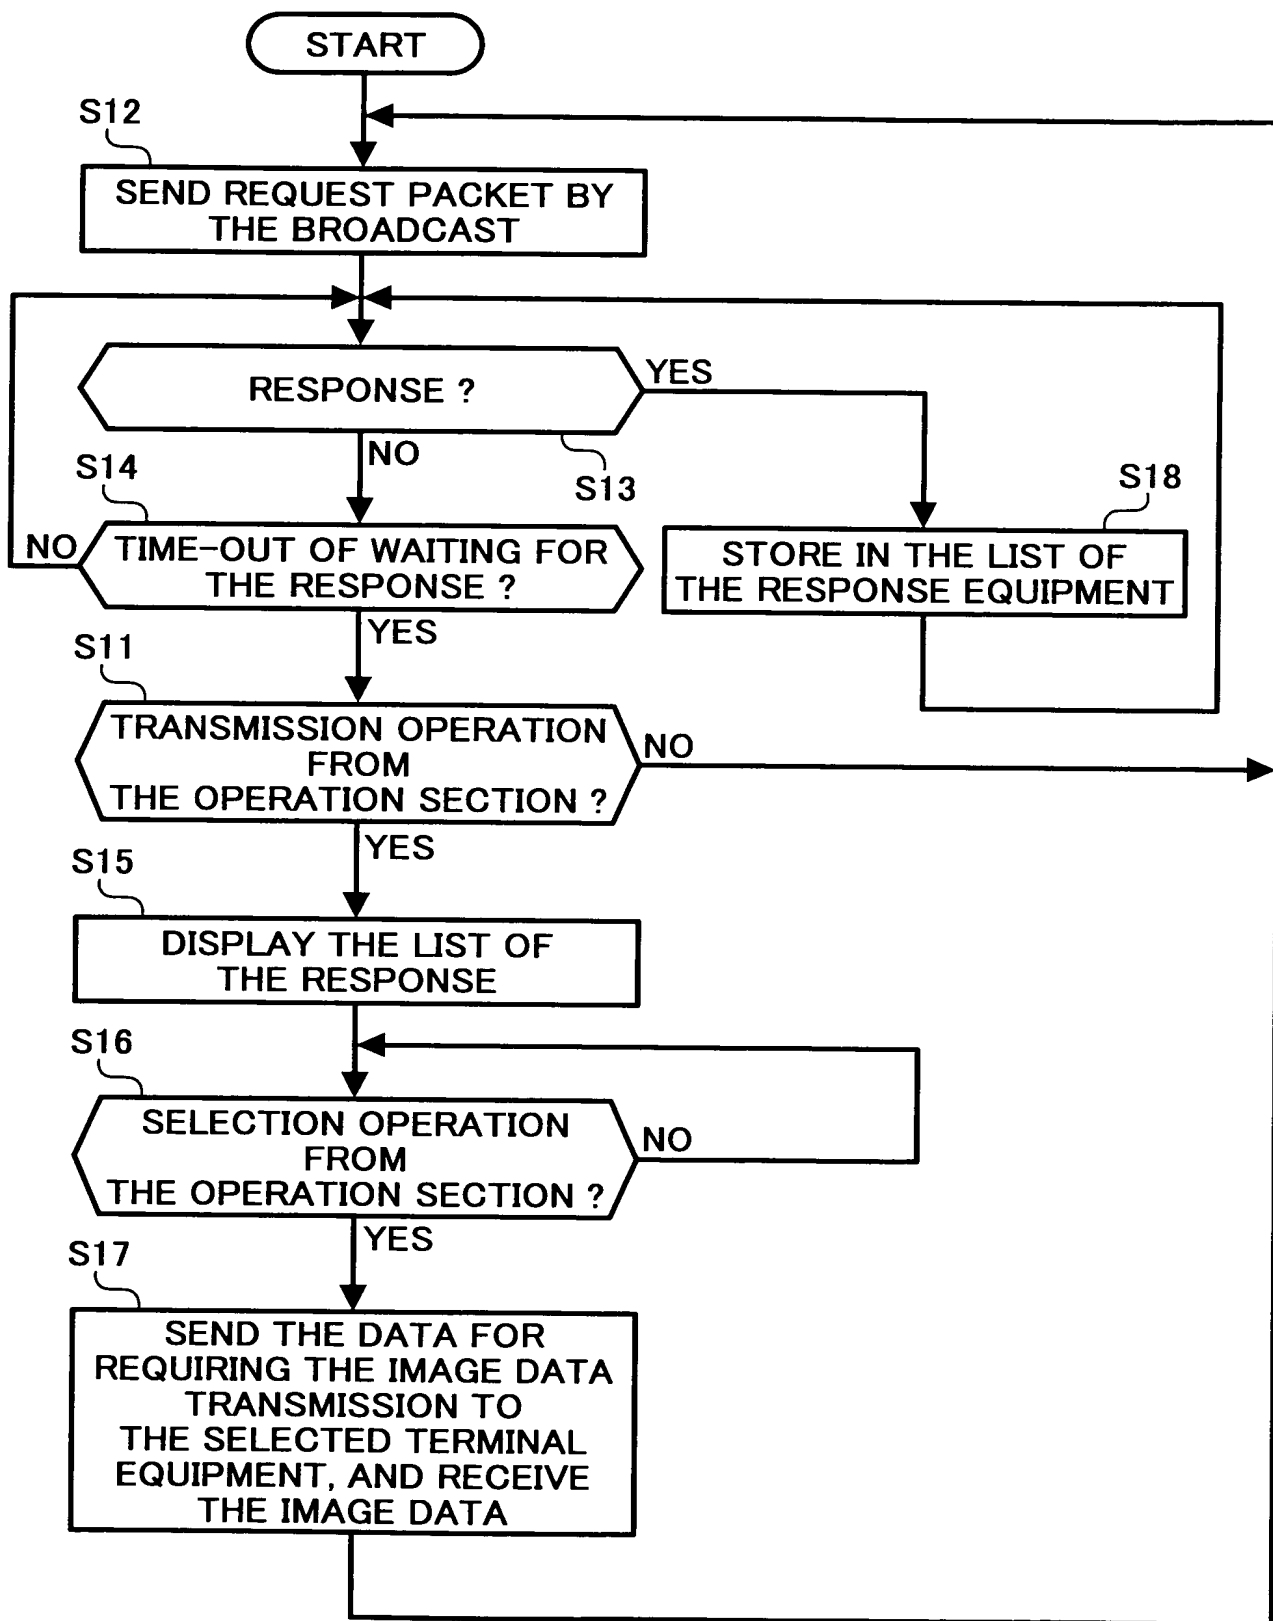 START
S12
SEND REQUEST PACKET BY
THE BROADCAST
RESPONSE ?
YES
NO
S13
S14
S18
NO
TIME-OUT OF WAITING FOR
THE RESPONSE ?
STORE IN THE LIST OF
THE RESPONSE EQUIPMENT
YES
S11
TRANSMISSION OPERATION
FROM
THE OPERATION SECTION ?
NO
YES
S15
DISPLAY THE LIST OF
THE RESPONSE
S16
SELECTION OPERATION
FROM
THE OPERATION SECTION ?
NO
YES
S17
SEND THE DATA FOR
REQUIRING THE IMAGE DATA
TRANSMISSION TO
THE SELECTED TERMINAL
EQUIPMENT, AND RECEIVE
THE IMAGE DATA